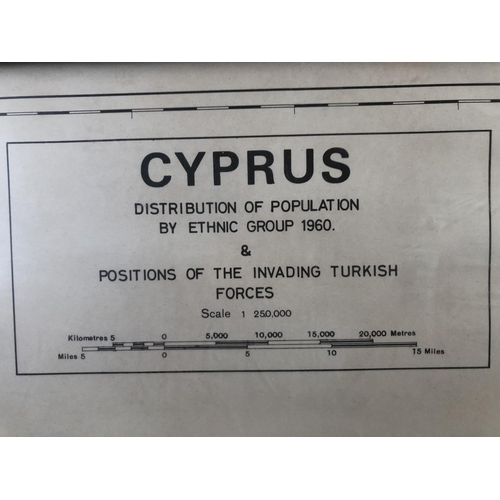 CYPRUS
DISTRIBUTION OF POPULATION
BY ETHNIC GROUP 1960.
&
POSITIONS OF THE INVADING TURKISH
FORCES
Scale 1 250,000
Kilometres 5 0 5,000 10,000 15,000 20,000 Metres
Miles 5 0 5 10 15 Miles